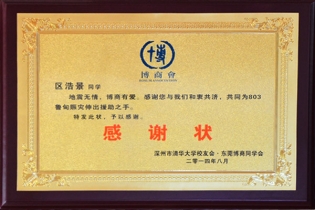 博
博商會
区浩景 同学
地震无情，博商有爱。感谢您与我们和衷共济，共同为803
鲁甸赈灾伸出援助之手。
特发此状，予以感谢。
感谢状
深圳市清华大学校友会·东莞博商同学会
二零一四年八月